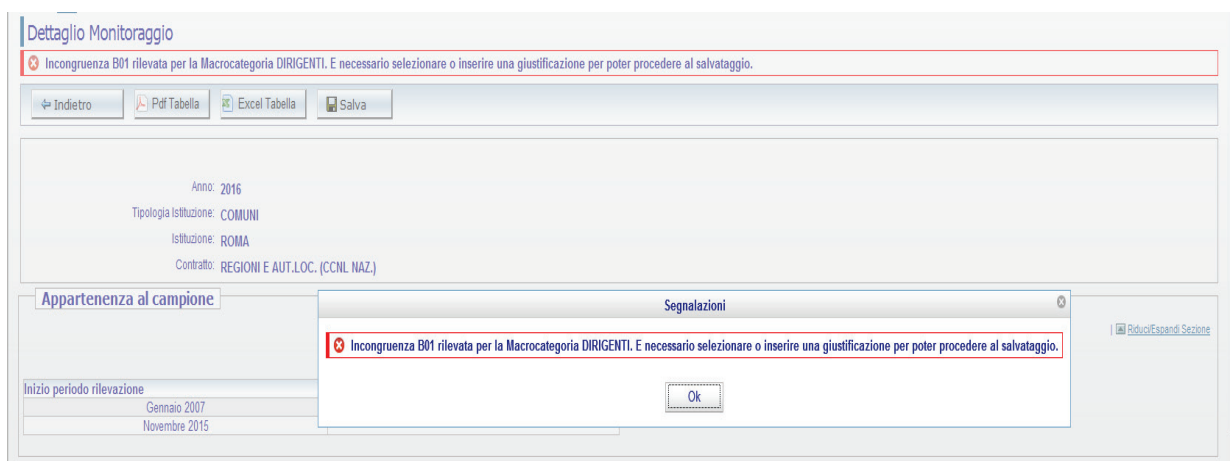 Dettaglio Monitoraggio
Incongruenza B01 rilevata per la Macrocategoria DIRIGENTI. E necessario selezionare o inserire una giustificazione per poter procedere al salvataggio.
Indietro Pdf Tabella Excel Tabella Salva
Anno: 2016
Tipologia Istituzione: COMUNI
Istituzione: ROMA
Contratto: REGIONI E AUT.LOC. (CCNL NAZ.)
Appartenenza al campione
Segnalazioni
| Riduci/Espandi Sezione
Incongruenza B01 rilevata per la Macrocategoria DIRIGENTI. E necessario selezionare o inserire una giustificazione per poter procedere al salvataggio.
Ok
Inizio periodo rilevazione
Gennaio 2007
Novembre 2015